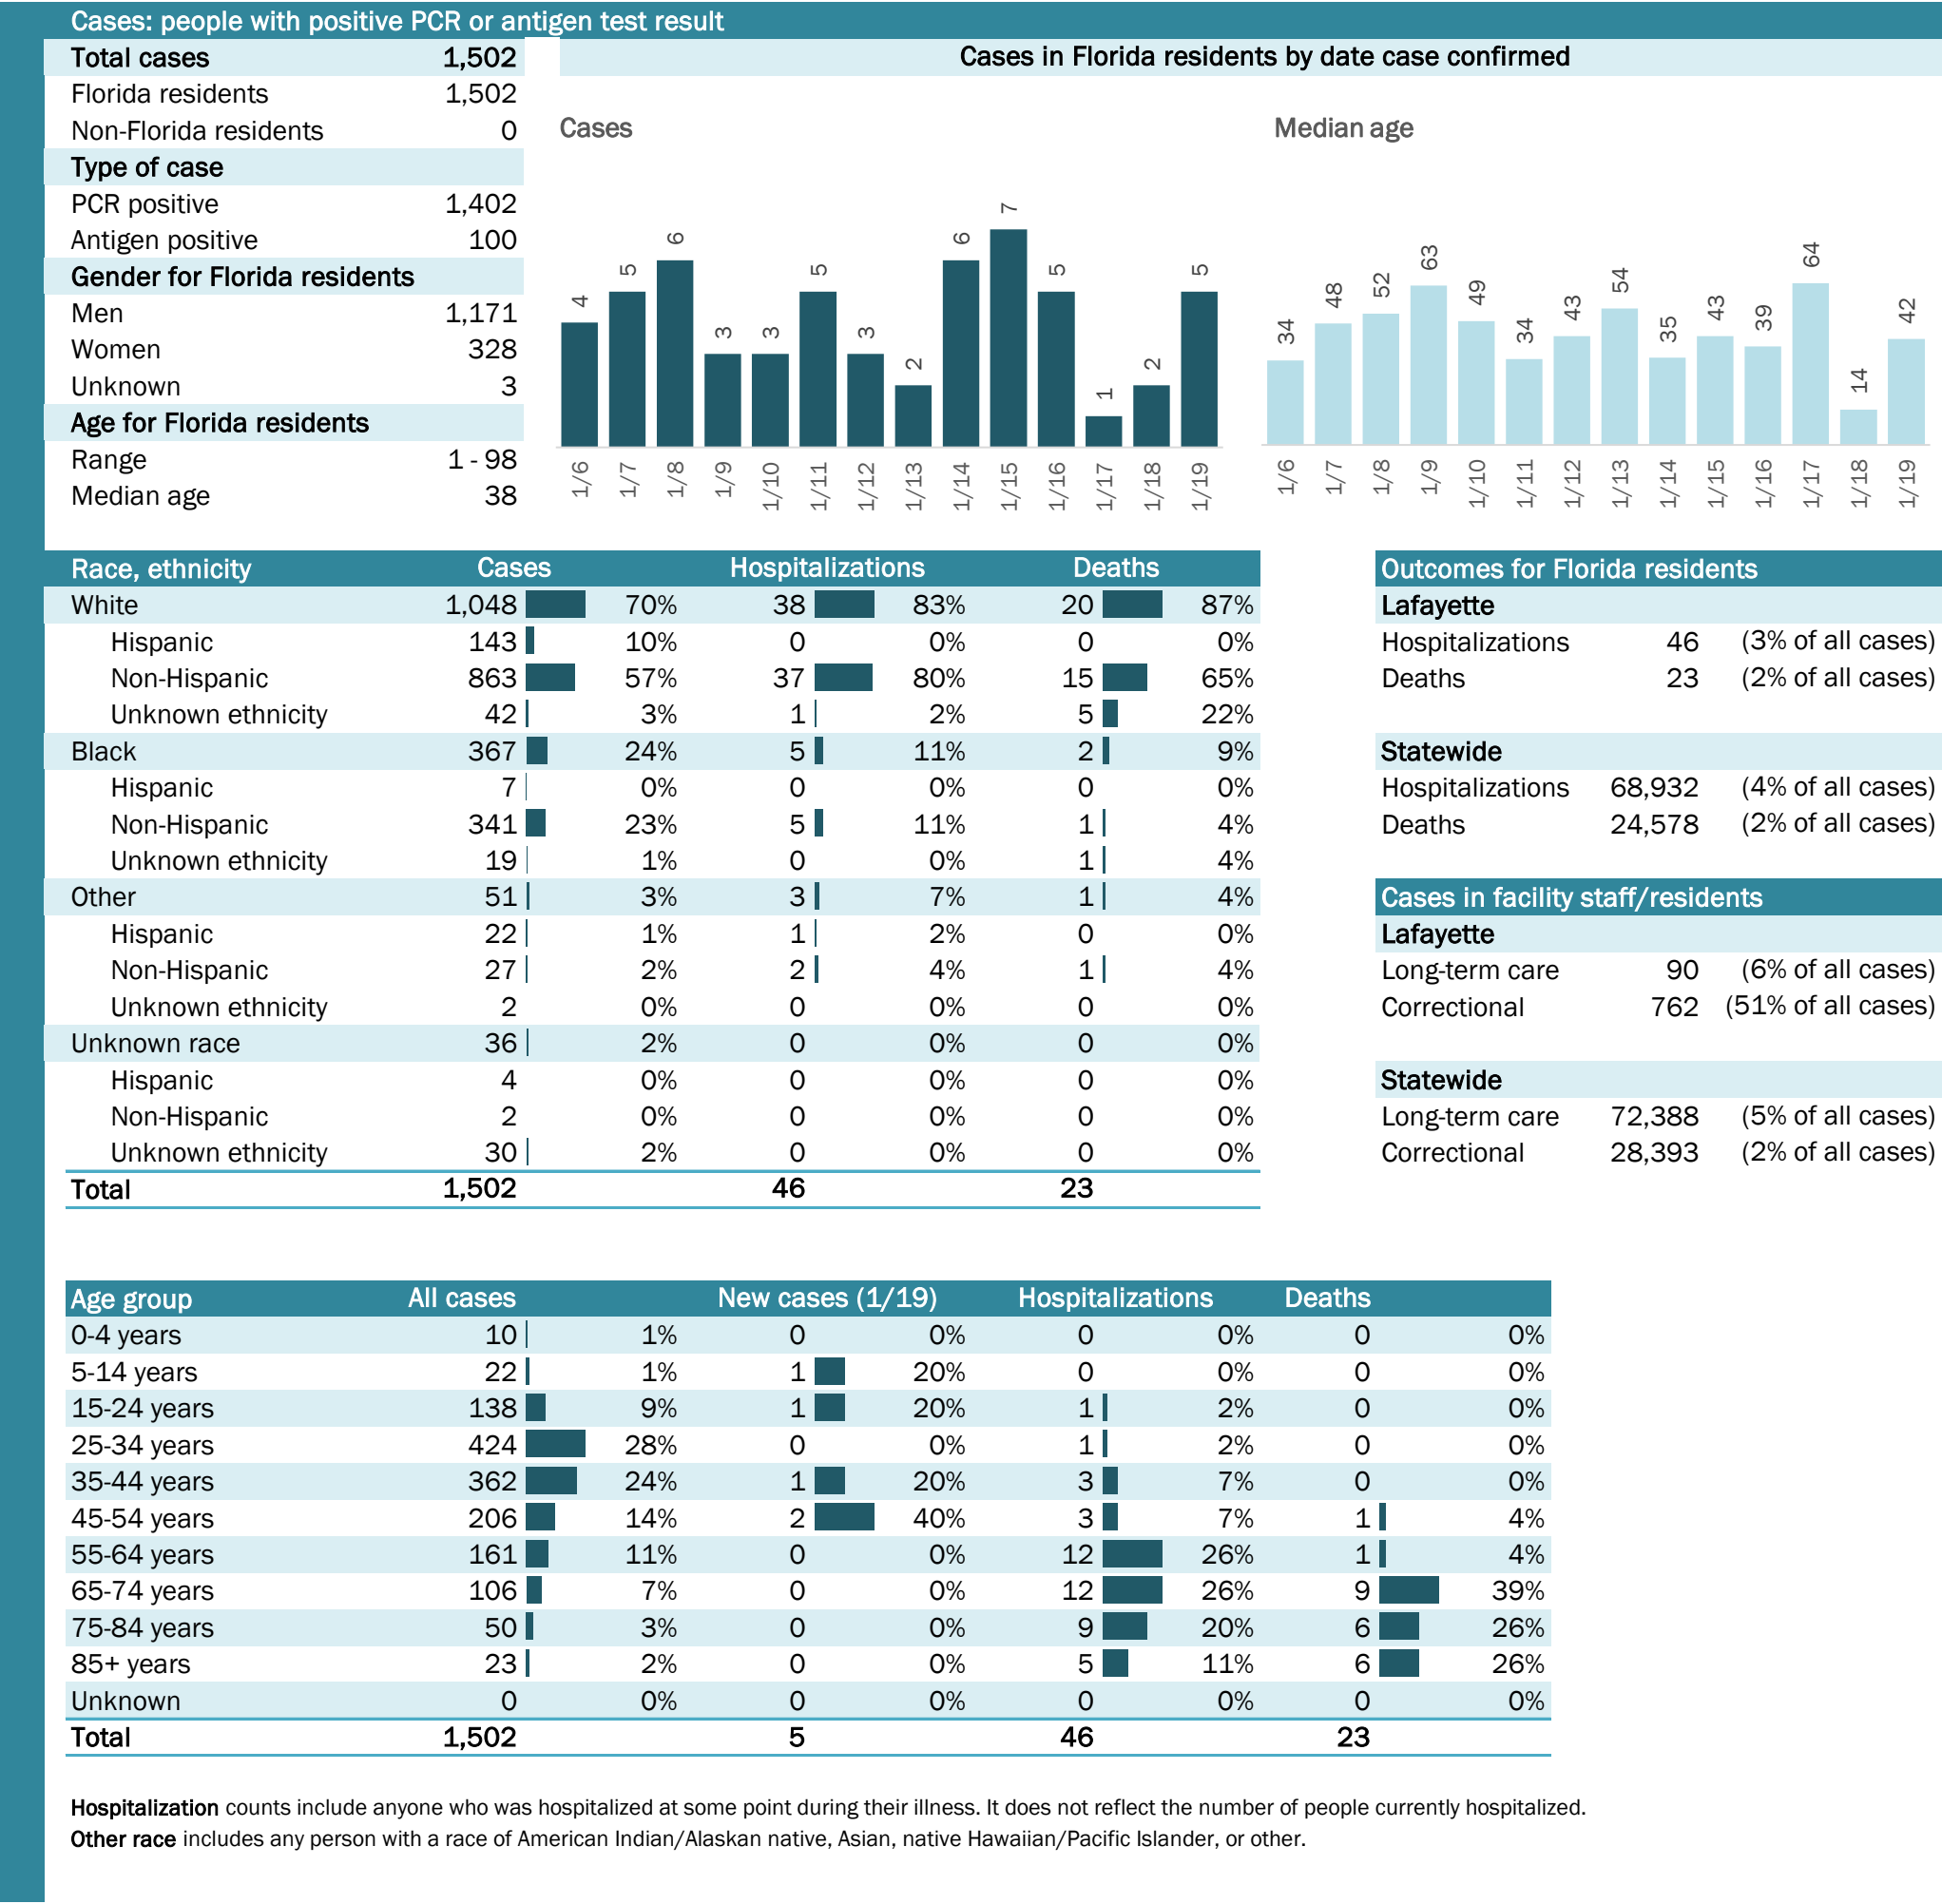 Cases: people with positive PCR or antigen test result
Total cases 1,502
Florida residents 1,502
Non-Florida residents 0
Type of case
PCR positive 1,402
Antigen positive 100
Gender for Florida residents
Men 1,171
Women 328
Unknown 3
Age for Florida residents
Range 1 - 98
Median age 38
Cases in Florida residents by date case confirmed
Cases
4 5 6 3 3 5 3 2 6 7 5 1 2 5
1/6 1/7 1/8 1/9 1/10 1/11 1/12 1/13 1/14 1/15 1/16 1/17 1/18 1/19
Median age
34 48 52 63 49 34 43 54 35 43 39 64 14 42
1/6 1/7 1/8 1/9 1/10 1/11 1/12 1/13 1/14 1/15 1/16 1/17 1/18 1/19
Race, ethnicity Cases Hospitalizations Deaths
White 1,048 70% 38 83% 20 87%
Hispanic 143 10% 0 0% 0 0%
Non-Hispanic 863 57% 37 80% 15 65%
Unknown ethnicity 42 3% 1 2% 5 22%
Black 367 24% 5 11% 2 9%
Hispanic 7 0% 0 0% 0 0%
Non-Hispanic 341 23% 5 11% 1 4%
Unknown ethnicity 19 1% 0 0% 1 4%
Other 51 3% 3 7% 1 4%
Hispanic 22 1% 1 2% 0 0%
Non-Hispanic 27 2% 2 4% 1 4%
Unknown ethnicity 2 0% 0 0% 0 0%
Unknown race 36 2% 0 0% 0 0%
Hispanic 4 0% 0 0% 0 0%
Non-Hispanic 2 0% 0 0% 0 0%
Unknown ethnicity 30 2% 0 0% 0 0%
Total 1,502 46 23
Outcomes for Florida residents
Lafayette
Hospitalizations 46 (3% of all cases)
Deaths 23 (2% of all cases)
Statewide
Hospitalizations 68,932 (4% of all cases)
Deaths 24,578 (2% of all cases)
Cases in facility staff/residents
Lafayette
Long-term care 90 (6% of all cases)
Correctional 762 (51% of all cases)
Statewide
Long-term care 72,388 (5% of all cases)
Correctional 28,393 (2% of all cases)
Age group All cases New cases (1/19) Hospitalizations Deaths
0-4 years 10 1% 0 0% 0 0% 0 0%
5-14 years 22 1% 1 20% 0 0% 0 0%
15-24 years 138 9% 1 20% 1 2% 0 0%
25-34 years 424 28% 0 0% 1 2% 0 0%
35-44 years 362 24% 1 20% 3 7% 0 0%
45-54 years 206 14% 2 40% 3 7% 1 4%
55-64 years 161 11% 0 0% 12 26% 1 4%
65-74 years 106 7% 0 0% 12 26% 9 39%
75-84 years 50 3% 0 0% 9 20% 6 26%
85+ years 23 2% 0 0% 5 11% 6 26%
Unknown 0 0% 0 0% 0 0% 0 0%
Total 1,502 5 46 23
Hospitalization counts include anyone who was hospitalized at some point during their illness. It does not reflect the number of people currently hospitalized.
Other race includes any person with a race of American Indian/Alaskan native, Asian, native Hawaiian/Pacific Islander, or other.